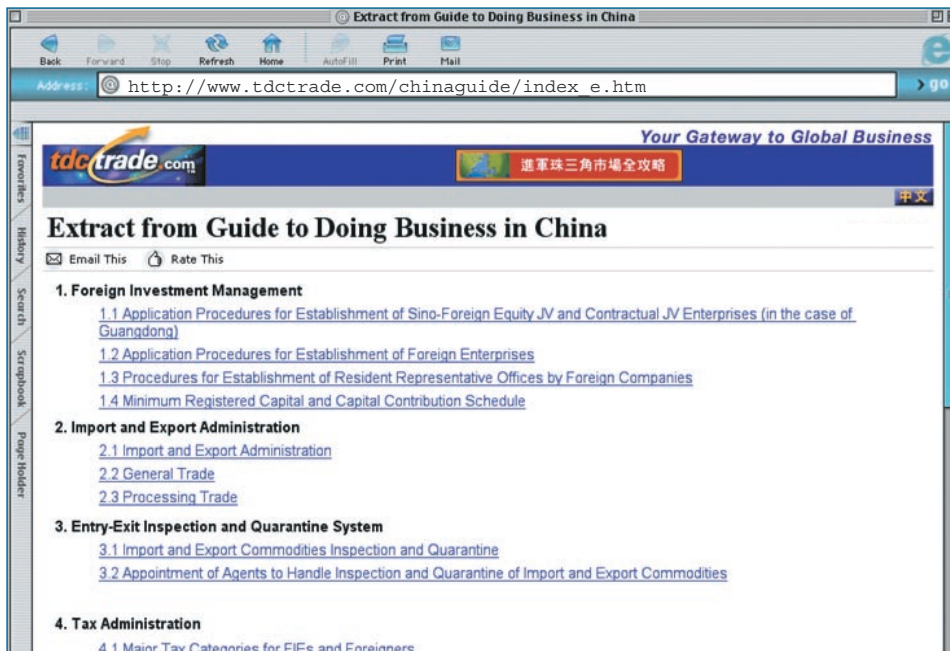 Extract from Guide to Doing Business in China
Back Forward Stop Refresh Home AutoFill Print Mail
Address: http://www.tdctrade.com/chinaguide/index_e.htm go
Favorites
History
Search
Scrapbook
Page Holder
Your Gateway to Global Business
tdctrade.com
進軍珠三角市場全攻略
中文
Extract from Guide to Doing Business in China
Email This Rate This
1. Foreign Investment Management
1.1 Application Procedures for Establishment of Sino-Foreign Equity JV and Contractual JV Enterprises (in the case of
Guangdong)
1.2 Application Procedures for Establishment of Foreign Enterprises
1.3 Procedures for Establishment of Resident Representative Offices by Foreign Companies
1.4 Minimum Registered Capital and Capital Contribution Schedule
2. Import and Export Administration
2.1 Import and Export Administration
2.2 General Trade
2.3 Processing Trade
3. Entry-Exit Inspection and Quarantine System
3.1 Import and Export Commodities Inspection and Quarantine
3.2 Appointment of Agents to Handle Inspection and Quarantine of Import and Export Commodities
4. Tax Administration
4.1 Major Tax Categories for FIEs and Foreigners